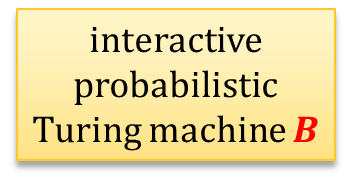 interactive
probabilistic
Turing machine B